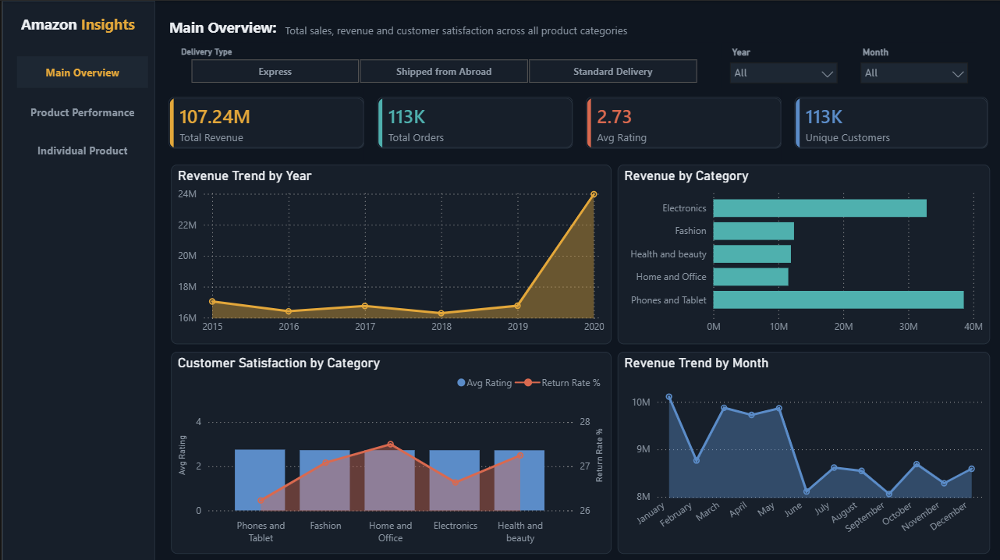 Amazon Insights
Main Overview
Product Performance
Individual Product
Main Overview: Total sales, revenue and customer satisfaction across all product categories
Delivery Type
Express
Shipped from Abroad
Standard Delivery
Year
All
Month
All
107.24M
Total Revenue
113K
Total Orders
2.73
Avg Rating
113K
Unique Customers
Revenue Trend by Year
24M
22M
20M
18M
16M
2015 2016 2017 2018 2019 2020
Revenue by Category
Electronics
Fashion
Health and beauty
Home and Office
Phones and Tablet
0M 10M 20M 30M 40M
Customer Satisfaction by Category
Avg Rating Return Rate %
Avg Rating
4
2
0
28
27
26
Return Rate %
Phones and
Tablet
Fashion
Home and
Office
Electronics
Health and
beauty
Revenue Trend by Month
10M
9M
8M
January
February
March
April
May
June
July
August
September
October
November
December